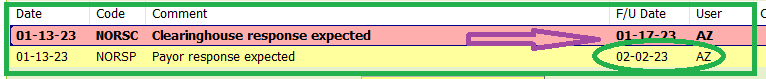 Date Code Comment F/U Date User
01-13-23 NORSC Clearinghouse response expected 01-17-23 AZ
01-13-23 NORSP Payor response expected 02-02-23 AZ